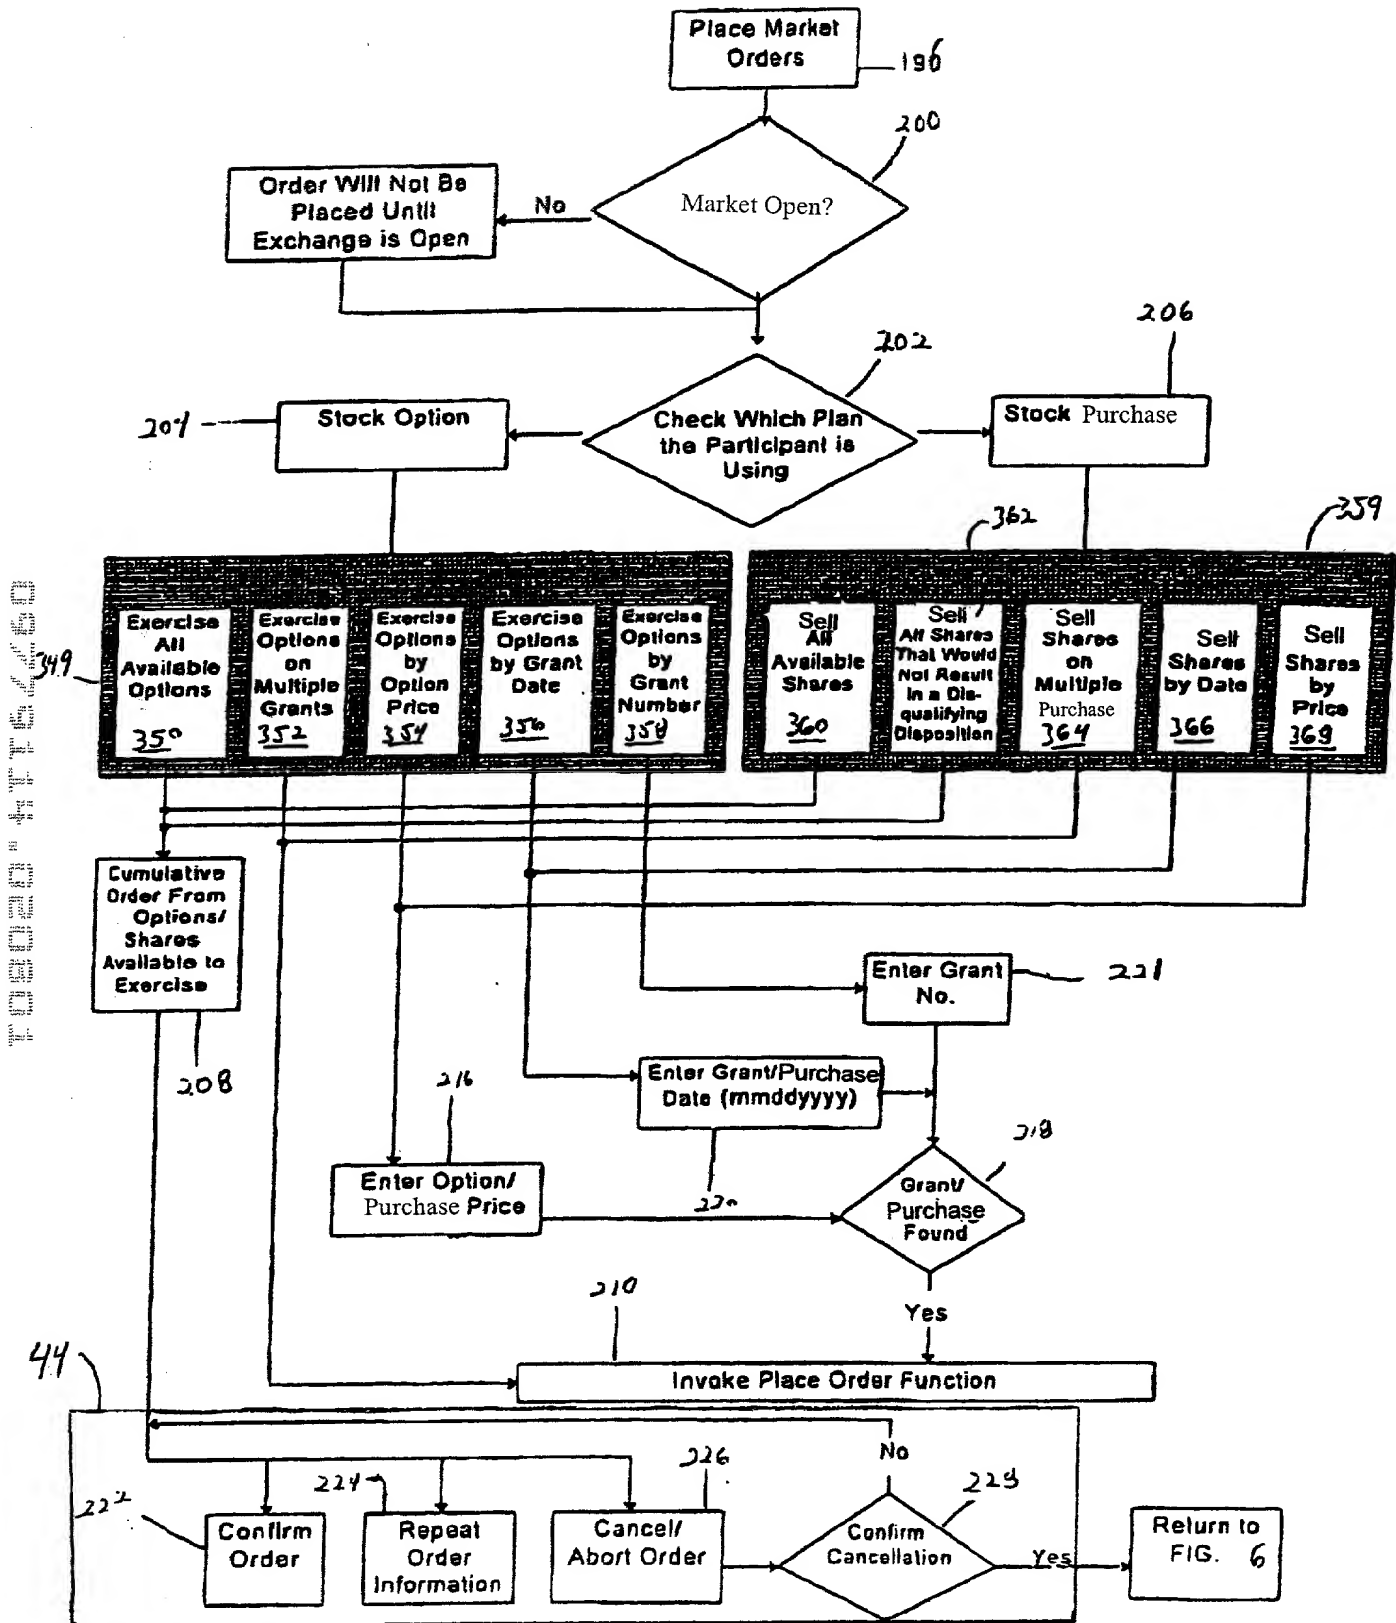 Place Market
Orders
196
200
Order Will Not Be
Placed Until
Exchange is Open
No
Market Open?
206
202
204
Stock Option
Check Which Plan
the Participant is
Using
Stock Purchase
362
359
349
Exercise
All
Available
Options
350
Exercise
Options
on
Multiple
Grants
352
Exercise
Options
by
Option
Price
354
Exercise
Options
by Grant
Date
356
Exercise
Options
by
Grant
Number
358
Sell
All
Available
Shares
360
Sell
All Shares
That Would
Not Result
in a Dis-
qualifying
Disposition
Sell
Shares
on
Multiple
Purchase
364
Sell
Shares
by Date
366
Sell
Shares
by
Price
368
Cumulative
Order From
Options/
Shares
Available to
Exercise
208
Enter Grant
No.
221
Enter Grant/Purchase
Date (mmddyyyy)
220
216
Enter Option/
Purchase Price
218
Grant/
Purchase
Found
Yes
210
Invoke Place Order Function
44
No
222
Confirm
Order
224
Repeat
Order
Information
226
Cancel/
Abort Order
228
Confirm
Cancellation
Yes
Return to
FIG. 6